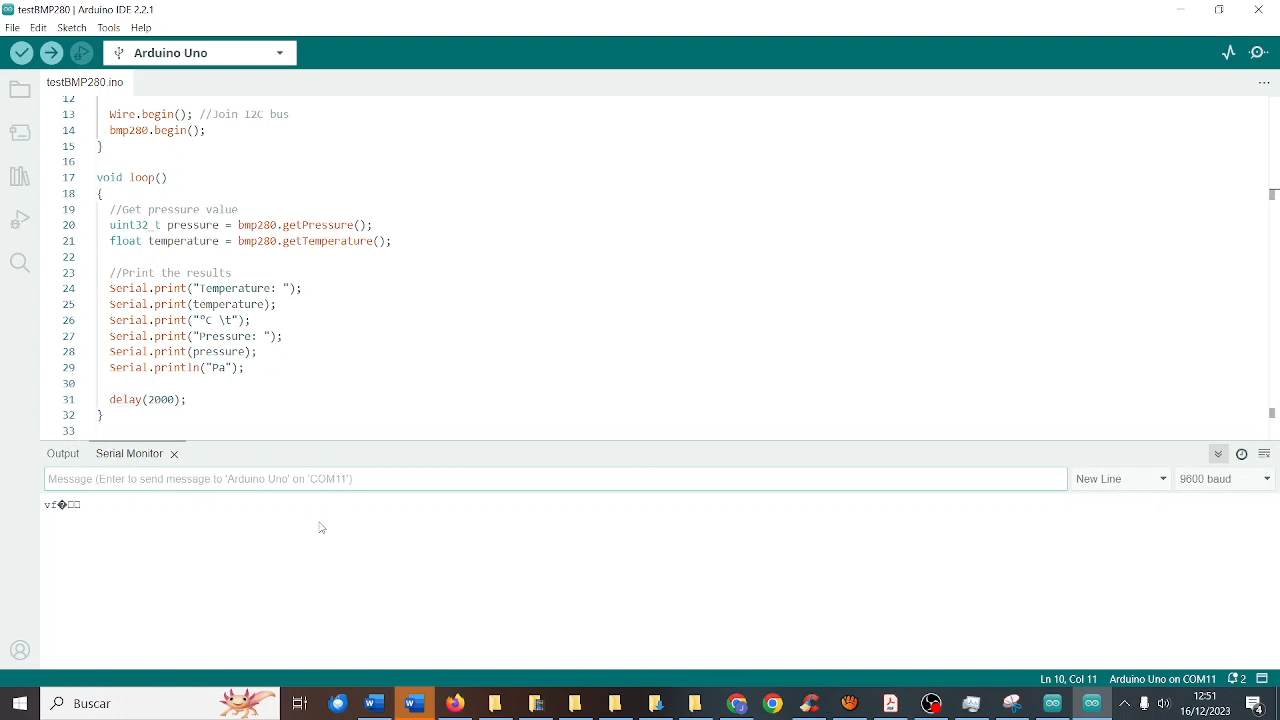 testBMP280 | Arduino IDE 2.2.1
File Edit Sketch Tools Help
Arduino Uno
testBMP280.ino
12
13 Wire.begin(); //Join I2C bus
14 bmp280.begin();
15 }
16
17 void loop()
18 {
19 //Get pressure value
20 uint32_t pressure = bmp280.getPressure();
21 float temperature = bmp280.getTemperature();
22
23 //Print the results
24 Serial.print("Temperature: ");
25 Serial.print(temperature);
26 Serial.print("ºC \t");
27 Serial.print("Pressure: ");
28 Serial.print(pressure);
29 Serial.println("Pa");
30
31 delay(2000);
32 }
33
Output Serial Monitor
Message (Enter to send message to 'Arduino Uno' on 'COM11')
New Line 9600 baud
vf�□□
Ln 10, Col 11 Arduino Uno on COM11 2
Buscar
12:51
16/12/2023
4